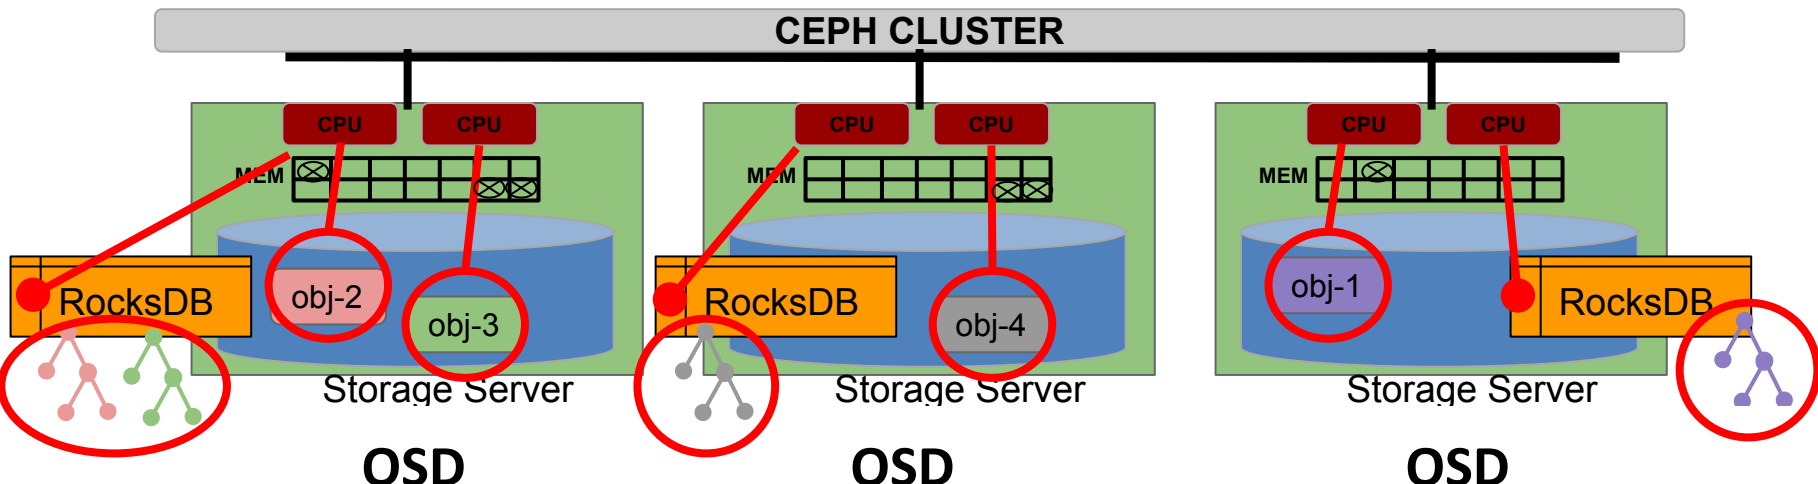 CEPH CLUSTER
CPU CPU CPU CPU CPU CPU
MEM MEM MEM
RocksDB obj-2 obj-3 RocksDB obj-4 obj-1 RocksDB
Storage Server Storage Server Storage Server
OSD OSD OSD